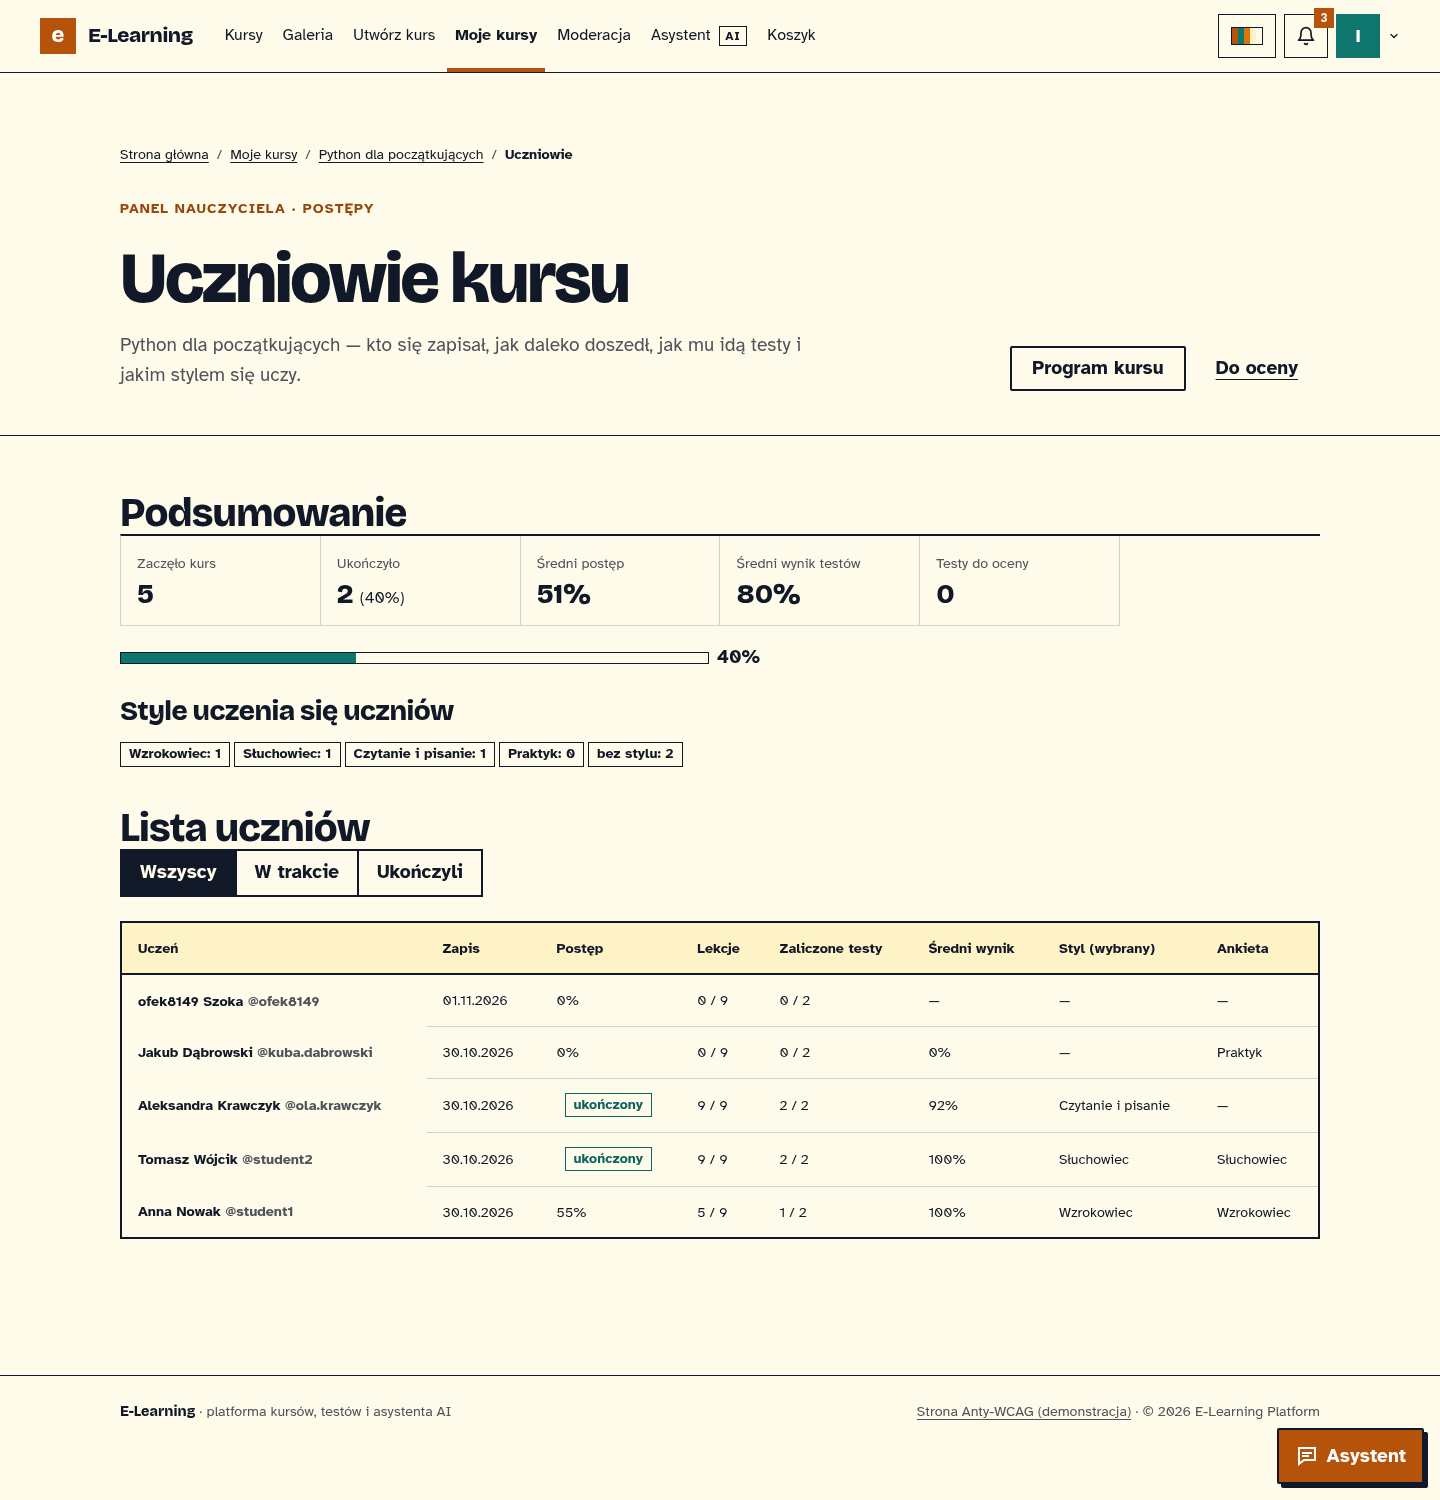 e E-Learning Kursy Galeria Utwórz kurs Moje kursy Moderacja Asystent AI Koszyk 3 I
Strona główna / Moje kursy / Python dla początkujących / Uczniowie
PANEL NAUCZYCIELA · POSTĘPY
Uczniowie kursu
Python dla początkujących — kto się zapisał, jak daleko doszedł, jak mu idą testy i
jakim stylem się uczy.
Program kursu Do oceny
Podsumowanie
Zaczęło kurs Ukończyło Średni postęp Średni wynik testów Testy do oceny
5 2 (40%) 51% 80% 0
40%
Style uczenia się uczniów
Wzrokowiec: 1 Słuchowiec: 1 Czytanie i pisanie: 1 Praktyk: 0 bez stylu: 2
Lista uczniów
Wszyscy W trakcie Ukończyli
Uczeń Zapis Postęp Lekcje Zaliczone testy Średni wynik Styl (wybrany) Ankieta
ofek8149 Szoka @ofek8149 01.11.2026 0% 0 / 9 0 / 2 — — —
Jakub Dąbrowski @kuba.dabrowski 30.10.2026 0% 0 / 9 0 / 2 0% — Praktyk
Aleksandra Krawczyk @ola.krawczyk 30.10.2026 ukończony 9 / 9 2 / 2 92% Czytanie i pisanie —
Tomasz Wójcik @student2 30.10.2026 ukończony 9 / 9 2 / 2 100% Słuchowiec Słuchowiec
Anna Nowak @student1 30.10.2026 55% 5 / 9 1 / 2 100% Wzrokowiec Wzrokowiec
E-Learning · platforma kursów, testów i asystenta AI Strona Anty-WCAG (demonstracja) · © 2026 E-Learning Platform
Asystent